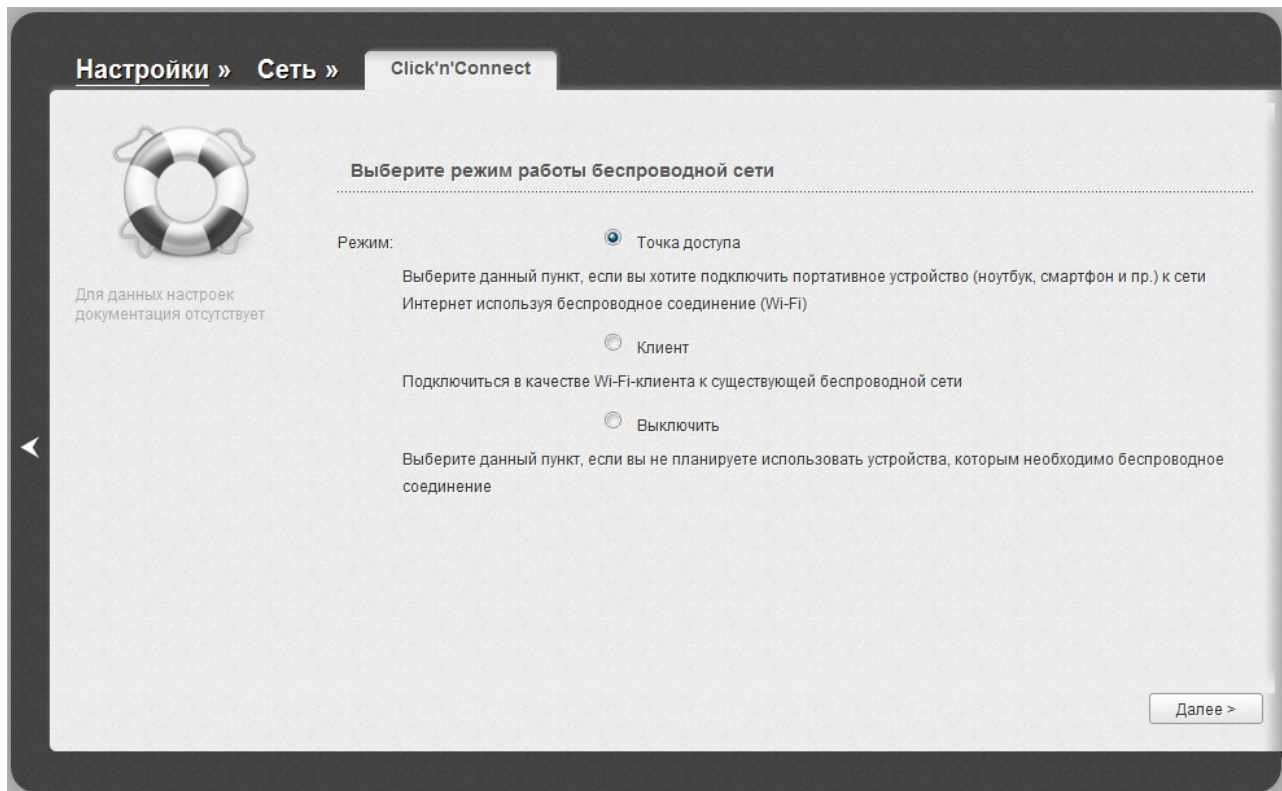 Настройки » Сеть » Click'n'Connect
Выберите режим работы беспроводной сети
Для данных настроек
документация отсутствует
Режим: Точка доступа
Выберите данный пункт, если вы хотите подключить портативное устройство (ноутбук, смартфон и пр.) к сети
Интернет используя беспроводное соединение (Wi-Fi)
Клиент
Подключиться в качестве Wi-Fi-клиента к существующей беспроводной сети
Выключить
Выберите данный пункт, если вы не планируете использовать устройства, которым необходимо беспроводное
соединение
Далее >